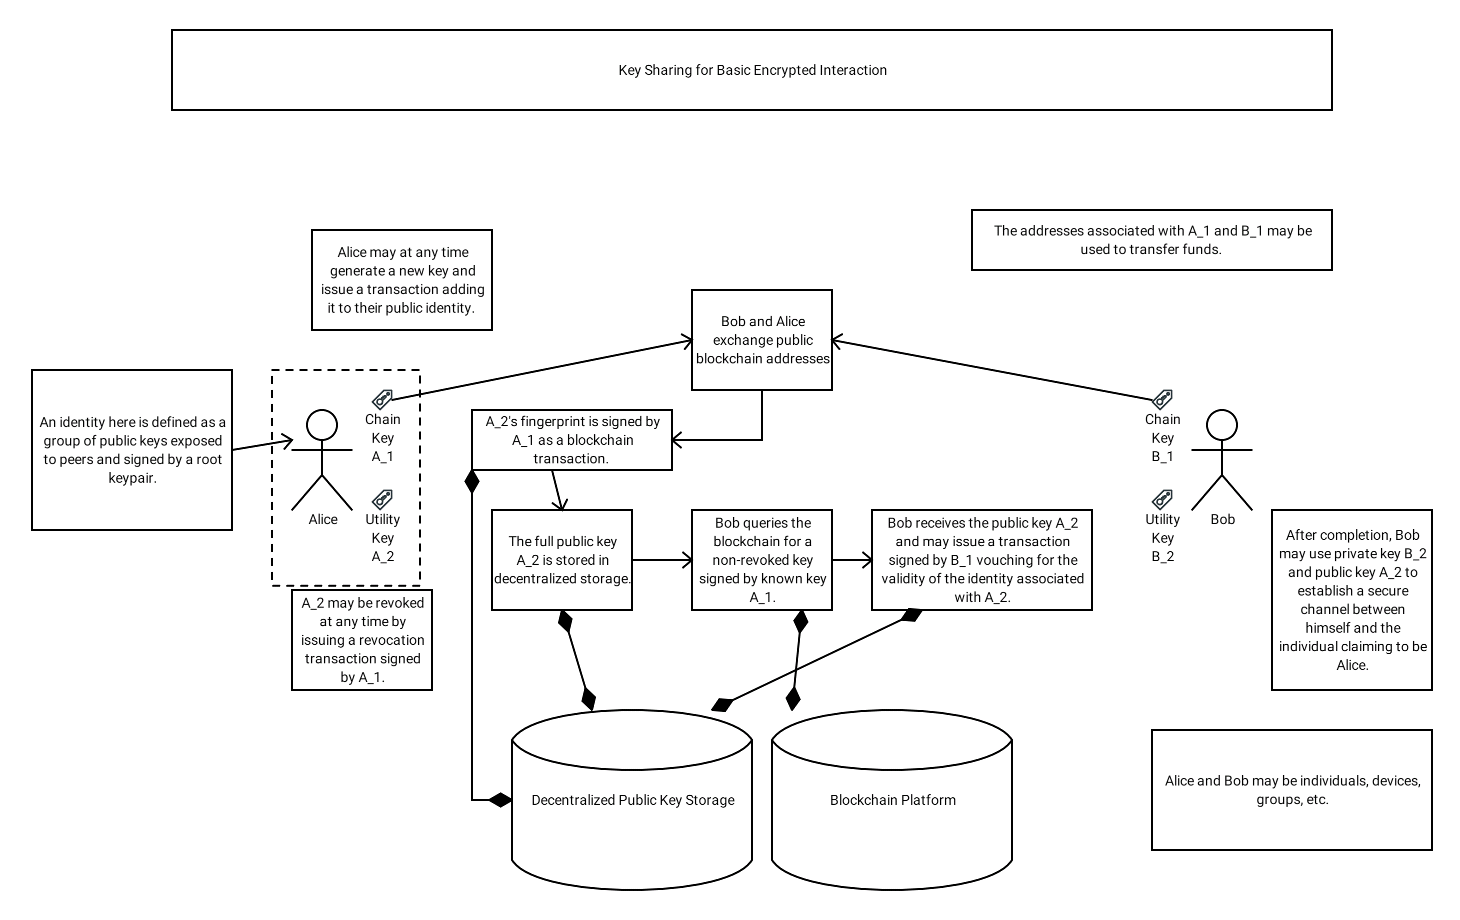 Key Sharing for Basic Encrypted Interaction
The addresses associated with A_1 and B_1 may be
used to transfer funds.
Alice may at any time
generate a new key and
issue a transaction adding
it to their public identity.
Bob and Alice
exchange public
blockchain addresses
An identity here is defined as a
group of public keys exposed
to peers and signed by a root
keypair.
Chain
Key
A_1
Alice
Utility
Key
A_2
A_2's fingerprint is signed by
A_1 as a blockchain
transaction.
Chain
Key
B_1
Utility
Key
B_2
Bob
The full public key
A_2 is stored in
decentralized storage.
Bob queries the
blockchain for a
non-revoked key
signed by known key
A_1.
Bob receives the public key A_2
and may issue a transaction
signed by B_1 vouching for the
validity of the identity associated
with A_2.
After completion, Bob
may use private key B_2
and public key A_2 to
establish a secure
channel between
himself and the
individual claiming to be
Alice.
A_2 may be revoked
at any time by
issuing a revocation
transaction signed
by A_1.
Decentralized Public Key Storage
Blockchain Platform
Alice and Bob may be individuals, devices,
groups, etc.